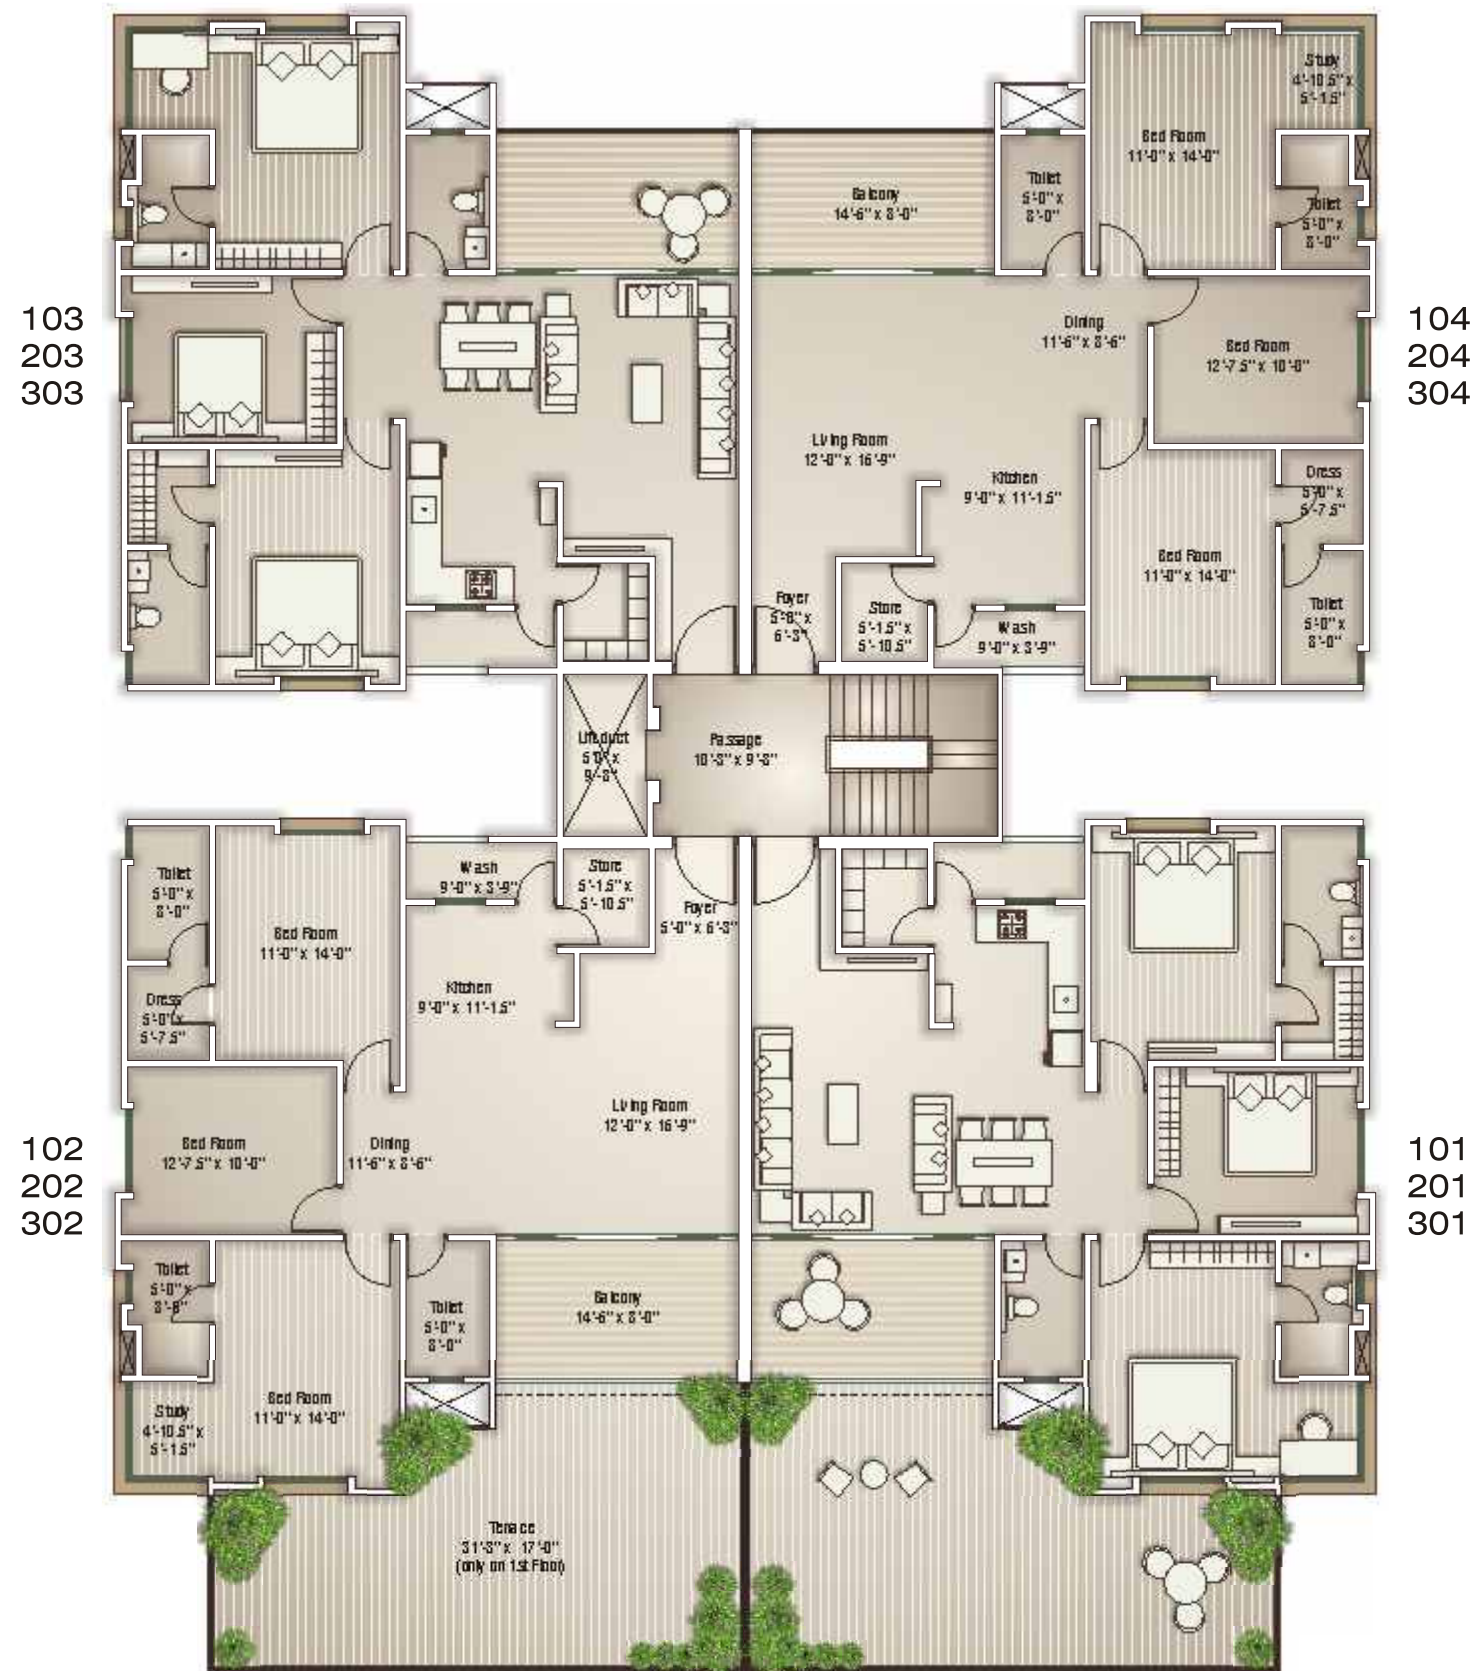 Study
4'-10.5" x
5'-1.5"
Bed Room
11'-0" x 14'-0"
Toilet
5'-0" x
8'-0"
Balcony
14'-6" x 8'-0"
Toilet
5'-0" x
8'-0"
103
203
303
Dining
11'-6" x 8'-6"
Bed Room
12'-7.5" x 10'-0"
104
204
304
Living Room
12'-0" x 16'-9"
Kitchen
9'-0" x 11'-1.5"
Dress
5'-0" x
5'-7.5"
Bed Room
11'-0" x 14'-0"
Foyer
6'-3"
Store
5'-1.5" x
5'-10.5"
Wash
9'-0" x 3'-9"
Toilet
5'-0" x
8'-0"
Lift duct
Passage
Toilet
5'-0" x
8'-0"
Bed Room
11'-0" x 14'-0"
Wash
9'-0" x 3'-9"
Store
5'-1.5" x
5'-10.5"
Foyer
5'-0" x 6'-3"
Dress
5'-0" x
5'-7.5"
Kitchen
9'-0" x 11'-1.5"
Living Room
12'-0" x 16'-9"
102
202
302
Bed Room
12'-7.5" x 10'-0"
Dining
11'-6" x 8'-6"
101
201
301
Toilet
5'-0" x
Toilet
5'-0" x
8'-0"
Balcony
14'-6" x 8'-0"
Study
4'-10.5" x
5'-1.5"
Bed Room
11'-0" x 14'-0"
Terrace
31'-3" x 17'-0"
(only on 1st Floor)